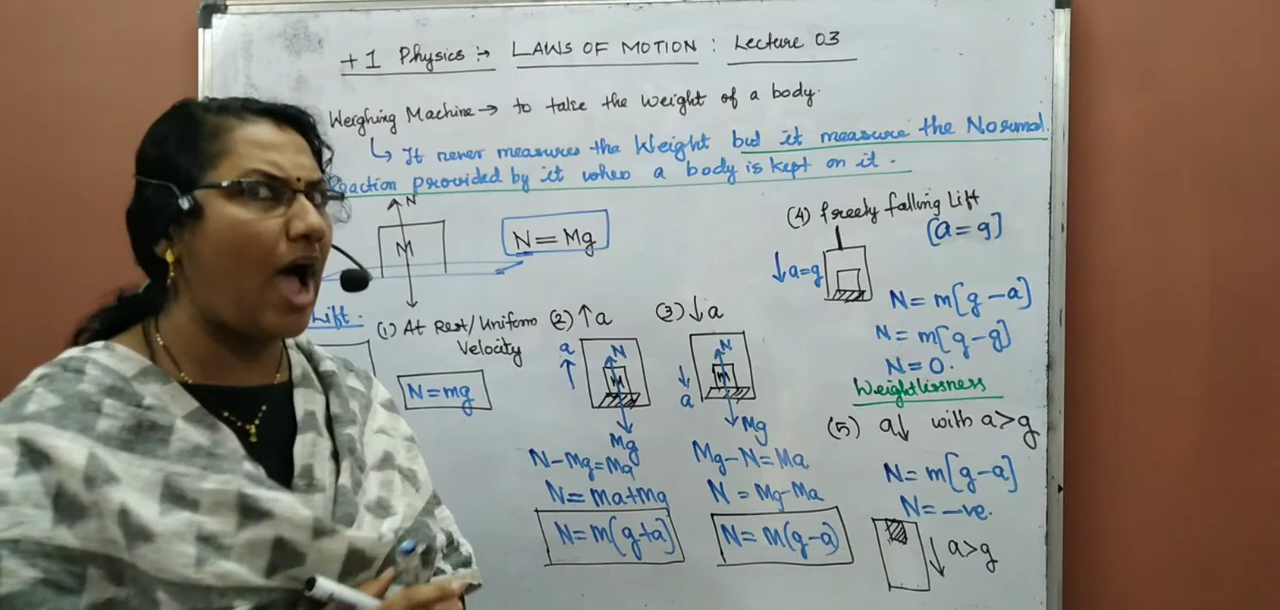 +1 Physics :→ LAWS OF MOTION : Lecture 03
Weighing Machine → to take the weight of a body.
↳ It never measures the Weight but it measure the Normal
Reaction provided by it when a body is kept on it.
N
M
N = Mg
Lift.
(1) At Rest/Uniform Velocity
N = mg
(2) ↑a
a ↑
N
M
Mg
N-Mg=Ma
N = ma+mg
N = m(g+a)
(3) ↓a
↓ a
N
M
Mg
Mg-N=Ma
N = Mg-Ma
N = M(g-a)
(4) freely falling Lift
(a = g]
↓a=g
N = m[g-a]
N = m[g-g]
N = 0.
Weightlessness
(5) a↓ with a>g
N = m[g-a]
N = -ve.
↓ a>g